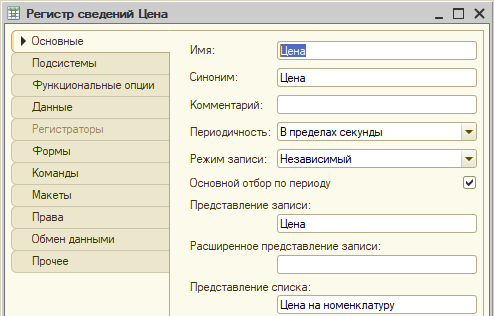 Регистр сведений Цена
Основные
Подсистемы
Функциональные опции
Данные
Регистраторы
Формы
Команды
Макеты
Права
Обмен данными
Прочее
Имя: Цена
Синоним: Цена
Комментарий:
Периодичность: В пределах секунды
Режим записи: Независимый
Основной отбор по периоду
Представление записи:
Цена
Расширенное представление записи:
Представление списка:
Цена на номенклатуру